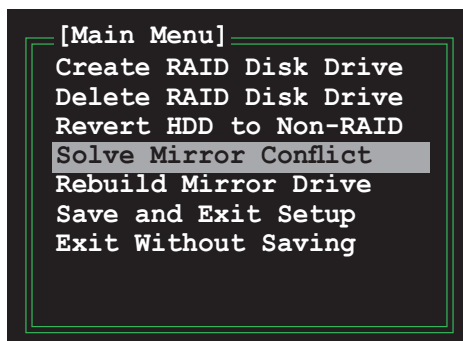 [Main Menu]
Create RAID Disk Drive
Delete RAID Disk Drive
Revert HDD to Non-RAID
Solve Mirror Conflict
Rebuild Mirror Drive
Save and Exit Setup
Exit Without Saving